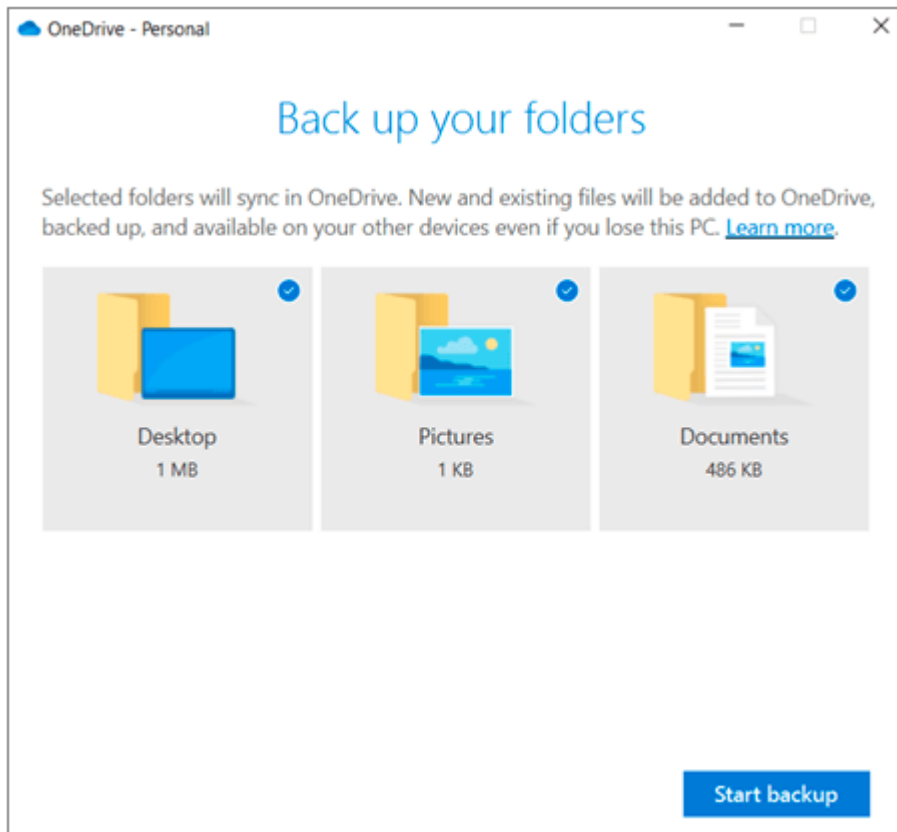 OneDrive - Personal
Back up your folders
Selected folders will sync in OneDrive. New and existing files will be added to OneDrive,
backed up, and available on your other devices even if you lose this PC. Learn more.
Desktop
1 MB
Pictures
1 KB
Documents
486 KB
Start backup